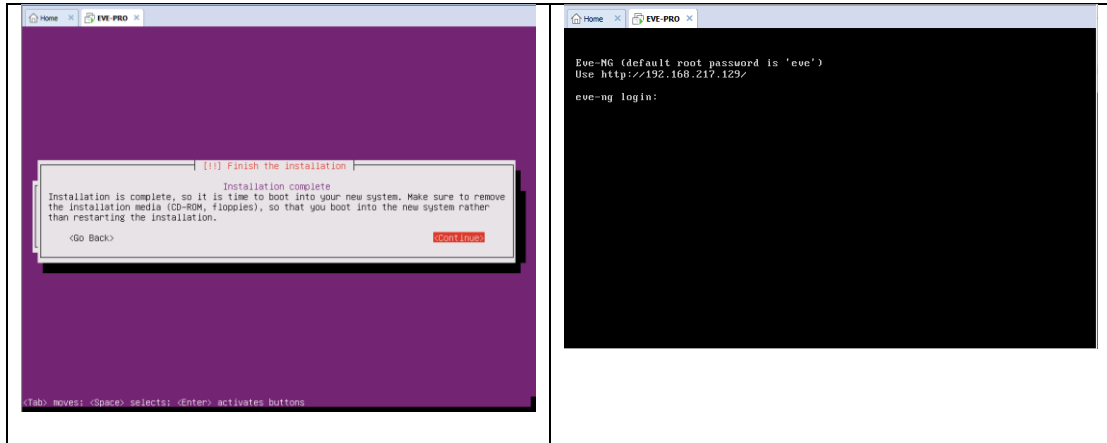 Home × EVE-PRO ×
[!!] Finish the installation
Installation complete
Installation is complete, so it is time to boot into your new system. Make sure to remove
the installation media (CD-ROM, floppies), so that you boot into the new system rather
than restarting the installation.
<Go Back> <Continue>
<Tab> moves; <Space> selects; <Enter> activates buttons
Home × EVE-PRO ×
Eve-NG (default root password is 'eve')
Use http://192.168.217.129/
eve-ng login: